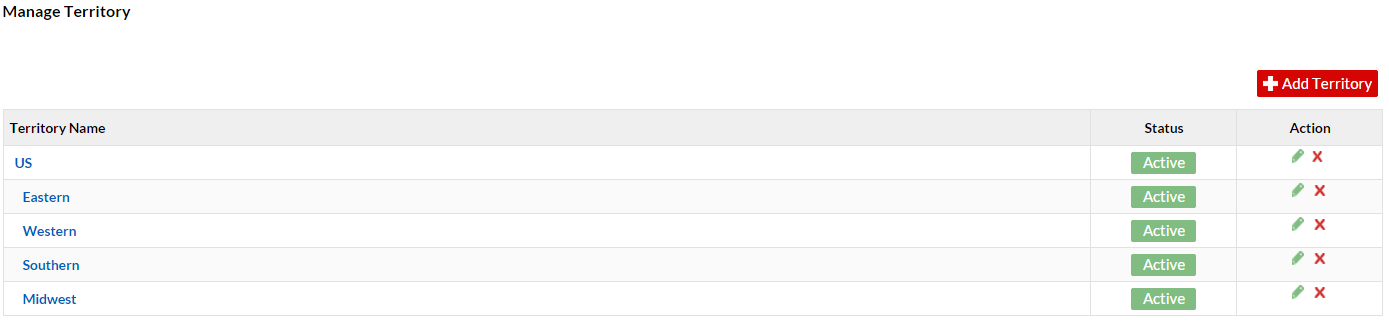 Manage Territory
Add Territory
Territory Name Status Action
US Active
Eastern Active
Western Active
Southern Active
Midwest Active